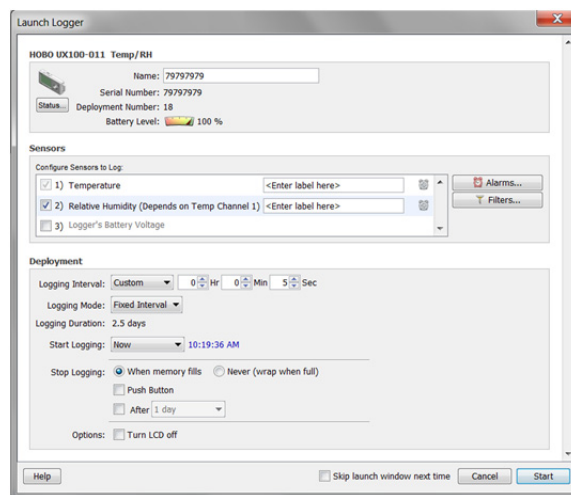 Launch Logger
HOBO UX100-011 Temp/RH
Name: 79797979
Serial Number: 79797979
Status... Deployment Number: 18
Battery Level: 100 %
Sensors
Configure Sensors to Log:
1) Temperature <Enter label here>
2) Relative Humidity (Depends on Temp Channel 1) <Enter label here>
3) Logger's Battery Voltage
Alarms...
Filters...
Deployment
Logging Interval: Custom 0 Hr 0 Min 5 Sec
Logging Mode: Fixed Interval
Logging Duration: 2.5 days
Start Logging: Now 10:19:36 AM
Stop Logging: When memory fills Never (wrap when full)
Push Button
After 1 day
Options: Turn LCD off
Help Skip launch window next time Cancel Start